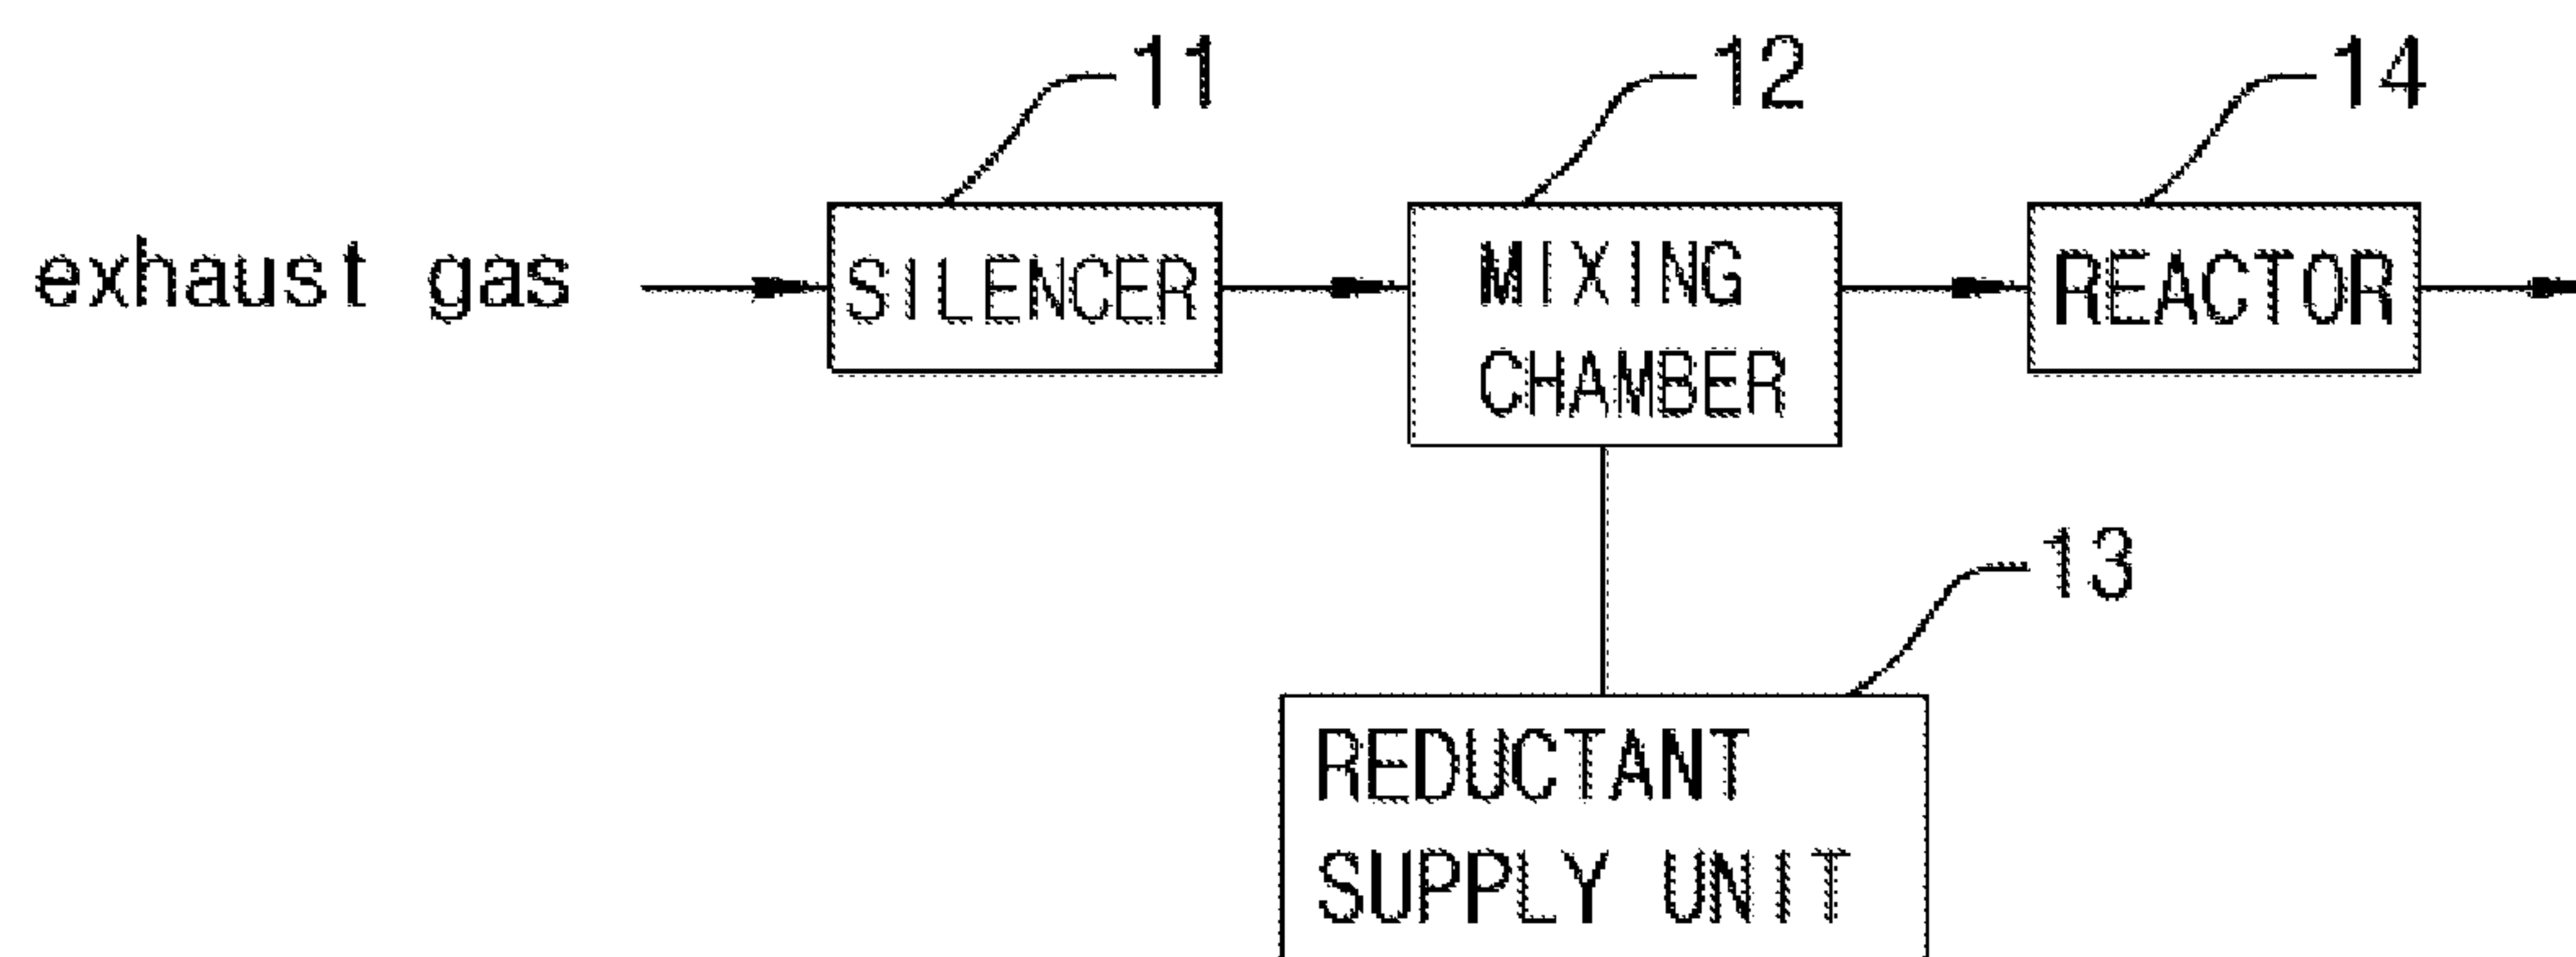 11
12
14
exhaust gas
SILENCER
MIXING
CHAMBER
REACTOR
13
REDUCTANT
SUPPLY UNIT